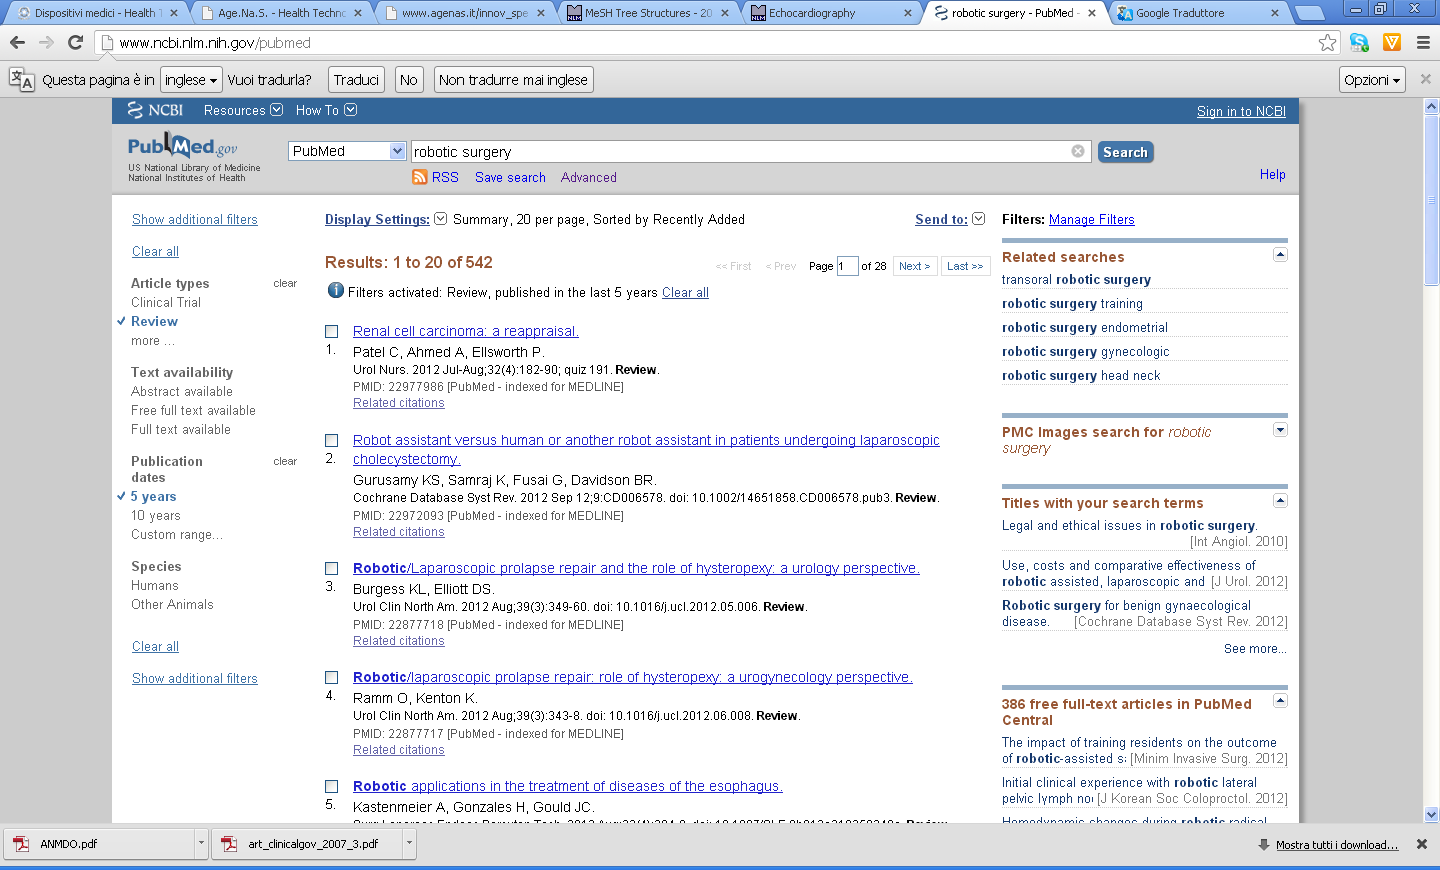 Dispositivi medici - Health T
Age.Na.S. - Health Techno
www.agenas.it/innov_spe
MeSH Tree Structures - 20
Echocardiography
robotic surgery - PubMed -
Google Traduttore
www.ncbi.nlm.nih.gov/pubmed
Questa pagina è in inglese Vuoi tradurla? Traduci No Non tradurre mai inglese Opzioni
NCBI Resources How To Sign in to NCBI
PubMed.gov
US National Library of Medicine
National Institutes of Health
PubMed robotic surgery Search
RSS Save search Advanced Help
Show additional filters
Clear all
Article types clear
Clinical Trial
Review
more ...
Text availability
Abstract available
Free full text available
Full text available
Publication dates clear
5 years
10 years
Custom range...
Species
Humans
Other Animals
Clear all
Show additional filters
Display Settings: Summary, 20 per page, Sorted by Recently Added Send to:
Results: 1 to 20 of 542
<< First < Prev Page 1 of 28 Next > Last >>
Filters activated: Review, published in the last 5 years Clear all
Renal cell carcinoma: a reappraisal.
1. Patel C, Ahmed A, Ellsworth P.
Urol Nurs. 2012 Jul-Aug;32(4):182-90; quiz 191. Review.
PMID: 22977986 [PubMed - indexed for MEDLINE]
Related citations
Robot assistant versus human or another robot assistant in patients undergoing laparoscopic
2. cholecystectomy.
Gurusamy KS, Samraj K, Fusai G, Davidson BR.
Cochrane Database Syst Rev. 2012 Sep 12;9:CD006578. doi: 10.1002/14651858.CD006578.pub3. Review.
PMID: 22972093 [PubMed - indexed for MEDLINE]
Related citations
Robotic/Laparoscopic prolapse repair and the role of hysteropexy: a urology perspective.
3. Burgess KL, Elliott DS.
Urol Clin North Am. 2012 Aug;39(3):349-60. doi: 10.1016/j.ucl.2012.05.006. Review.
PMID: 22877718 [PubMed - indexed for MEDLINE]
Related citations
Robotic/laparoscopic prolapse repair: role of hysteropexy: a urogynecology perspective.
4. Ramm O, Kenton K.
Urol Clin North Am. 2012 Aug;39(3):343-8. doi: 10.1016/j.ucl.2012.06.008. Review.
PMID: 22877717 [PubMed - indexed for MEDLINE]
Related citations
Robotic applications in the treatment of diseases of the esophagus.
5. Kastenmeier A, Gonzales H, Gould JC.
Filters: Manage Filters
Related searches
transoral robotic surgery
robotic surgery training
robotic surgery endometrial
robotic surgery gynecologic
robotic surgery head neck
PMC Images search for robotic
surgery
Titles with your search terms
Legal and ethical issues in robotic surgery.
[Int Angiol. 2010]
Use, costs and comparative effectiveness of
robotic assisted, laparoscopic and [J Urol. 2012]
Robotic surgery for benign gynaecological
disease. [Cochrane Database Syst Rev. 2012]
See more...
386 free full-text articles in PubMed
Central
The impact of training residents on the outcome
of robotic-assisted s [Minim Invasive Surg. 2012]
Initial clinical experience with robotic lateral
pelvic lymph no [J Korean Soc Coloproctol. 2012]
Hemodynamic changes during robotic radical
ANMDO.pdf
art_clinicalgov_2007_3.pdf
Mostra tutti i download...